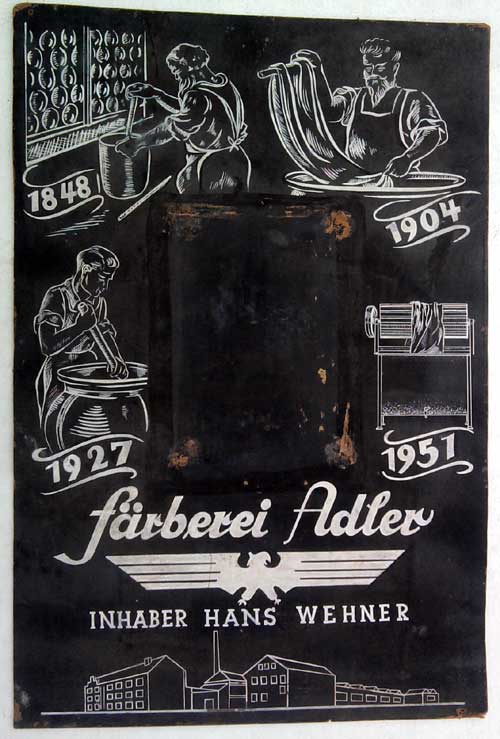 1848
1904
1927
1951
färberei Adler
INHABER HANS WEHNER